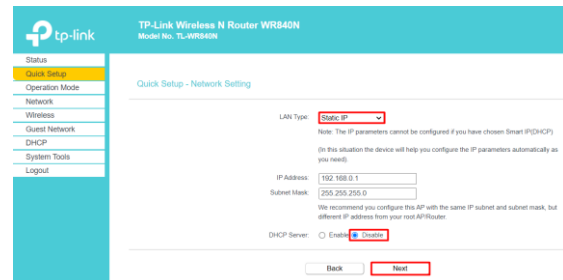 tp-link
TP-Link Wireless N Router WR840N
Model No. TL-WR840N
Status
Quick Setup
Operation Mode
Network
Wireless
Guest Network
DHCP
System Tools
Logout
Quick Setup - Network Setting
LAN Type: Static IP
Note: The IP parameters cannot be configured if you have chosen Smart IP(DHCP)
(In this situation the device will help you configure the IP parameters automatically as
you need).
IP Address: 192.168.0.1
Subnet Mask: 255.255.255.0
We recommend you configure this AP with the same IP subnet and subnet mask, but
different IP address from your root AP/Router.
DHCP Server: Enable Disable
Back Next